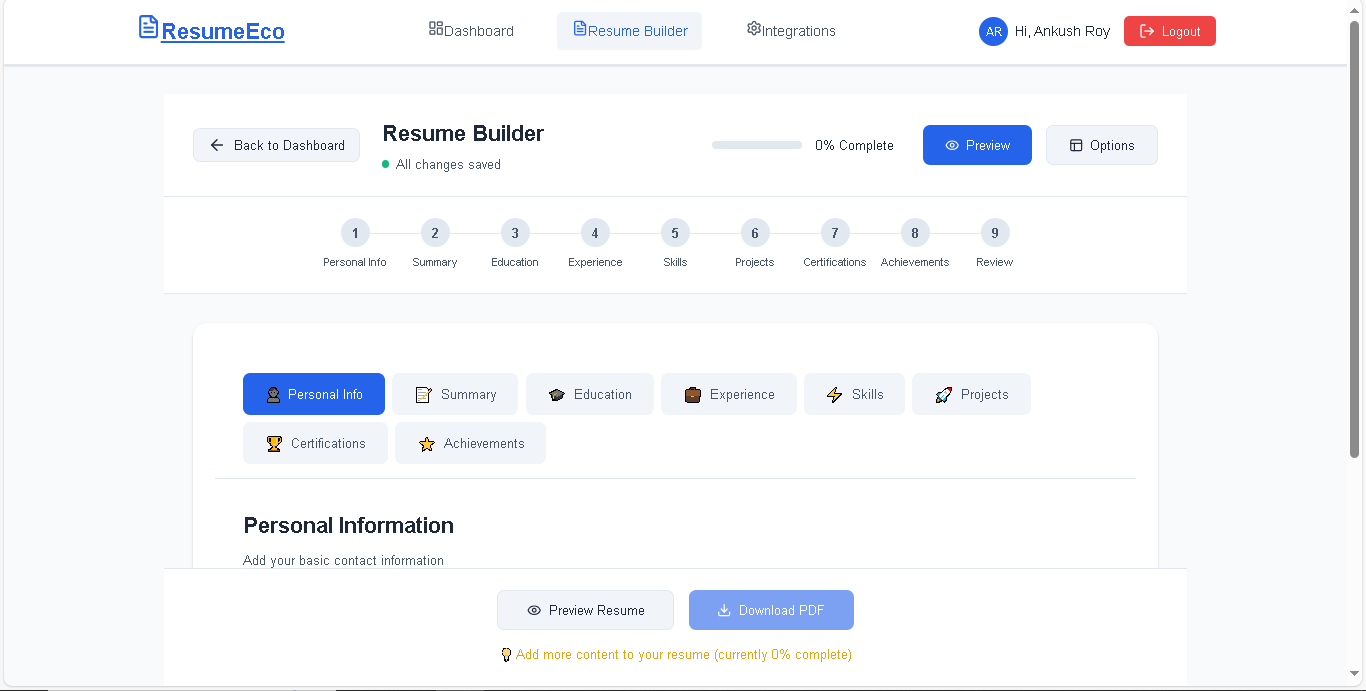 ResumeEco
Dashboard
Resume Builder
Integrations
AR
Hi, Ankush Roy
Logout
Back to Dashboard
Resume Builder
All changes saved
0% Complete
Preview
Options
1 2 3 4 5 6 7 8 9
Personal Info Summary Education Experience Skills Projects Certifications Achievements Review
Personal Info Summary Education Experience Skills Projects
Certifications Achievements
Personal Information
Add your basic contact information
Preview Resume Download PDF
Add more content to your resume (currently 0% complete)